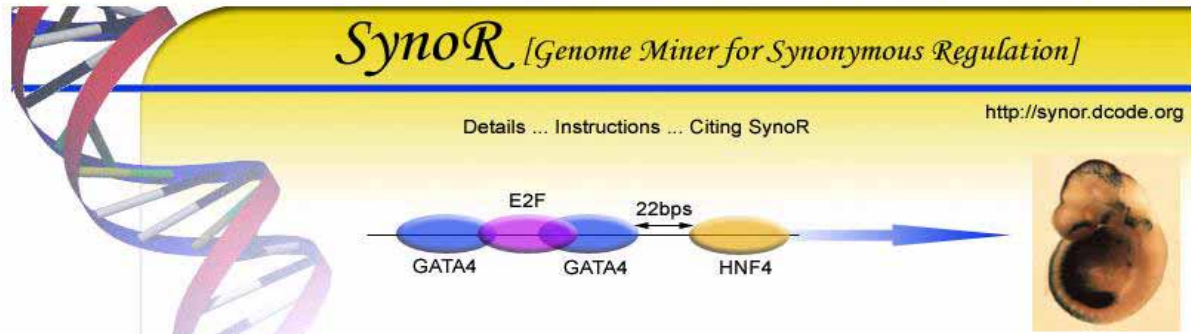 SynoR [Genome Miner for Synonymous Regulation]
http://synor.dcode.org
Details ... Instructions ... Citing SynoR
E2F
22bps
GATA4 GATA4 HNF4